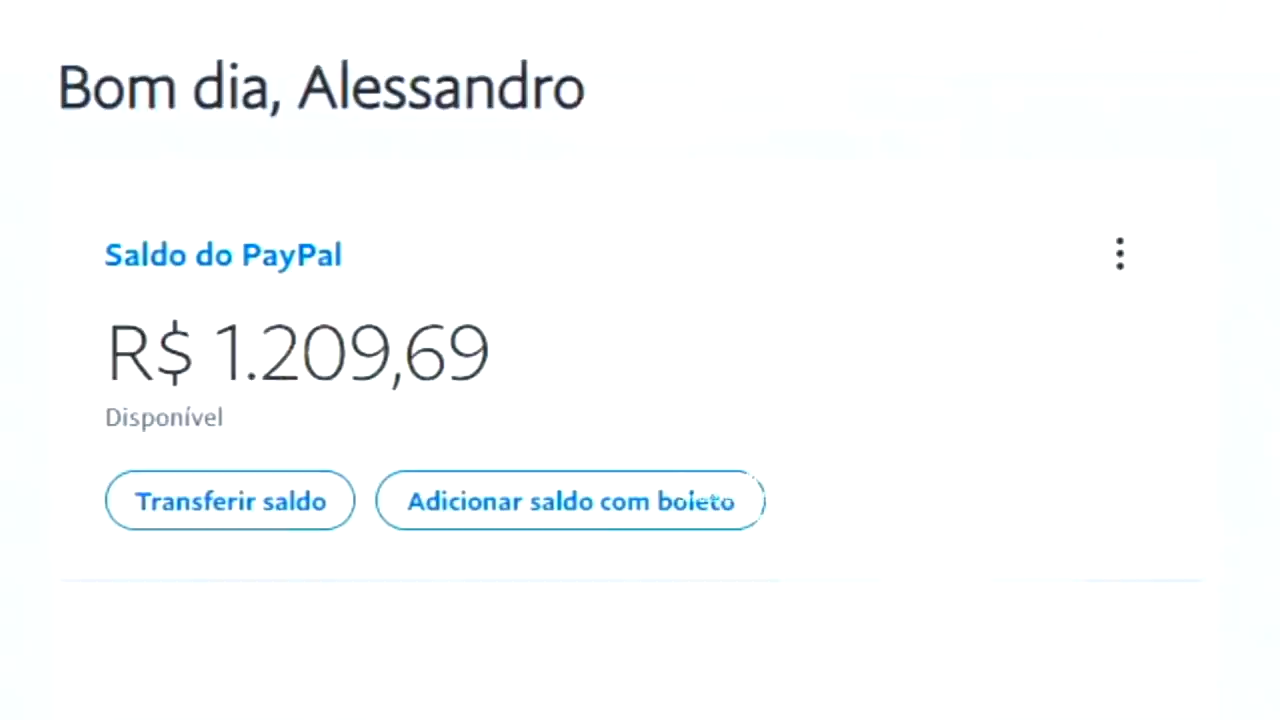 Bom dia, Alessandro
Saldo do PayPal
R$ 1.209,69
Disponível
Transferir saldo
Adicionar saldo com boleto